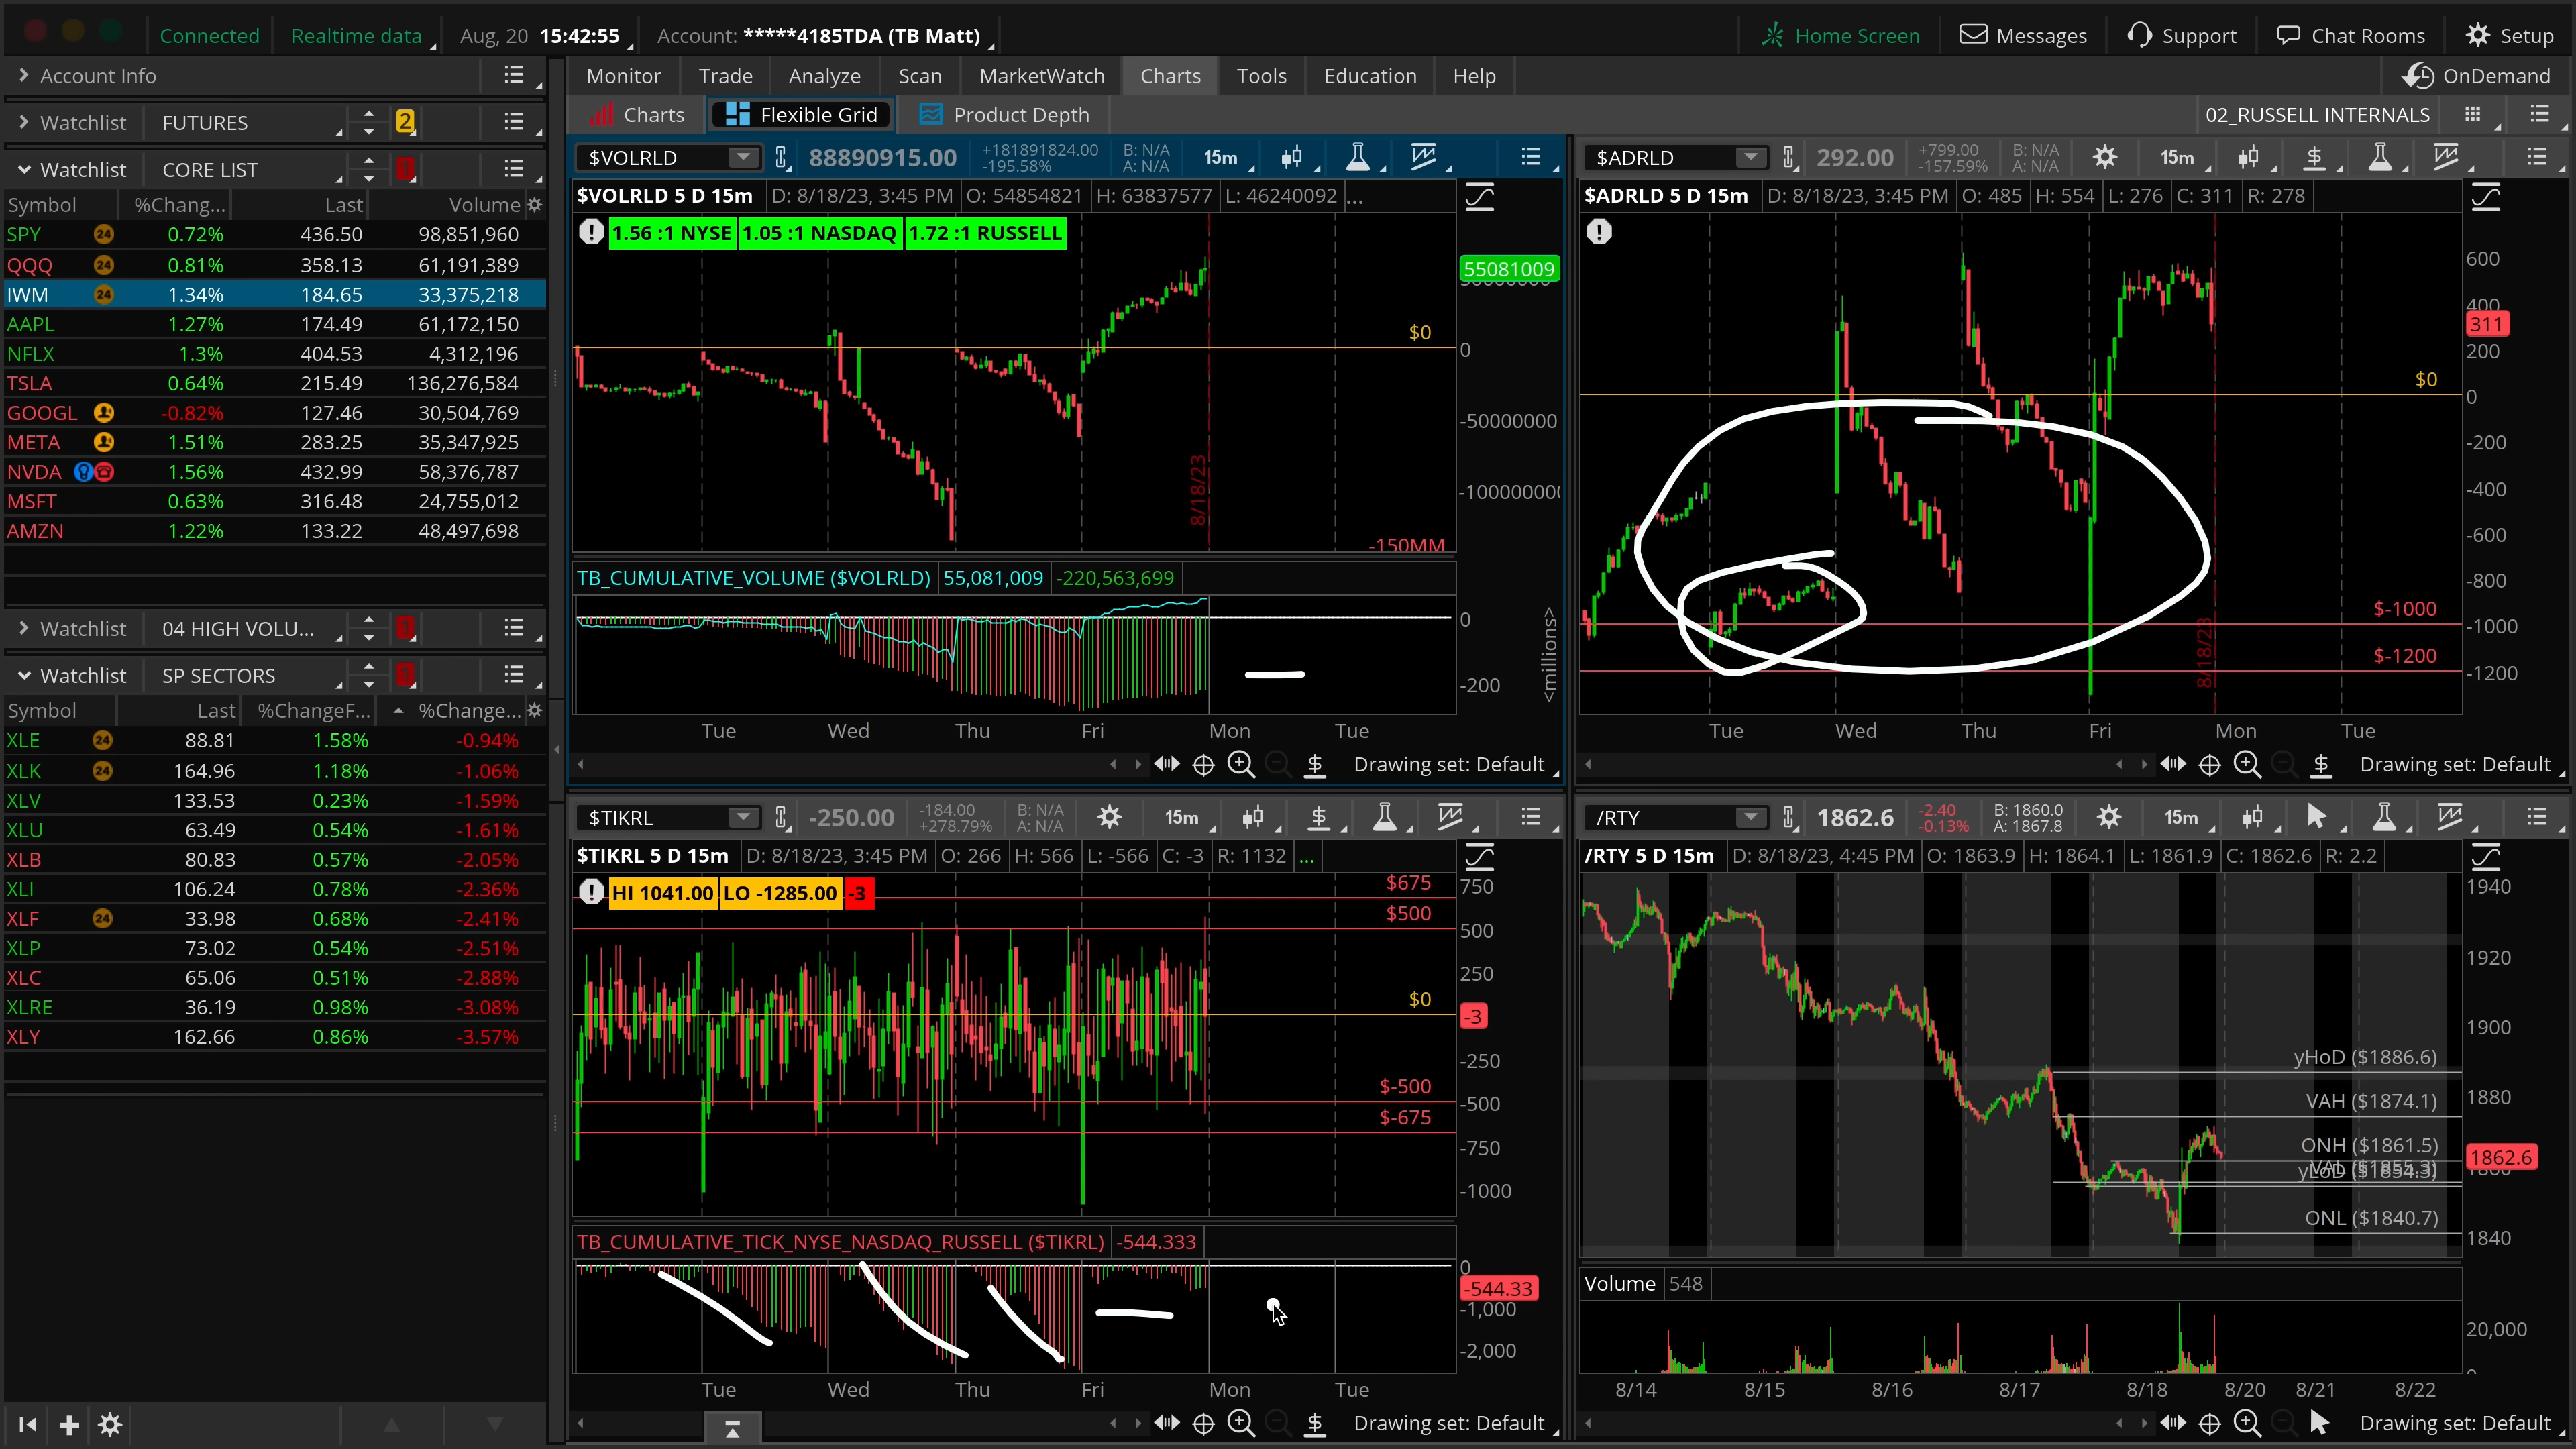 Connected Realtime data Aug, 20 15:42:55 Account: *****4185TDA (TB Matt) Home Screen Messages Support Chat Rooms Setup
Account Info
Monitor Trade Analyze Scan MarketWatch Charts Tools Education Help OnDemand
Charts Flexible Grid Product Depth 02_RUSSELL INTERNALS
Watchlist FUTURES 2
Watchlist CORE LIST
Symbol %Chang... Last Volume
SPY 24 0.72% 436.50 98,851,960
QQQ 24 0.81% 358.13 61,191,389
IWM 24 1.34% 184.65 33,375,218
AAPL 1.27% 174.49 61,172,150
NFLX 1.3% 404.53 4,312,196
TSLA 0.64% 215.49 136,276,584
GOOGL -0.82% 127.46 30,504,769
META 1.51% 283.25 35,347,925
NVDA 1.56% 432.99 58,376,787
MSFT 0.63% 316.48 24,755,012
AMZN 1.22% 133.22 48,497,698
Watchlist 04 HIGH VOLU...
Watchlist SP SECTORS
Symbol Last %ChangeF... %Change...
XLE 24 88.81 1.58% -0.94%
XLK 24 164.96 1.18% -1.06%
XLV 133.53 0.23% -1.59%
XLU 63.49 0.54% -1.61%
XLB 80.83 0.57% -2.05%
XLI 106.24 0.78% -2.36%
XLF 24 33.98 0.68% -2.41%
XLP 73.02 0.54% -2.51%
XLC 65.06 0.51% -2.88%
XLRE 36.19 0.98% -3.08%
XLY 162.66 0.86% -3.57%
$VOLRLD 88890915.00 +181891824.00 -195.58% B: N/A A: N/A 15m
$VOLRLD 5 D 15m D: 8/18/23, 3:45 PM O: 54854821 H: 63837577 L: 46240092 ...
1.56 :1 NYSE 1.05 :1 NASDAQ 1.72 :1 RUSSELL
55081009
$0
0
-50000000
-100000000
-150MM
8/18/23
TB_CUMULATIVE_VOLUME ($VOLRLD) 55,081,009 -220,563,699
0
-200
<millions>
Tue Wed Thu Fri Mon Tue
Drawing set: Default
$ADRLD 292.00 +799.00 -157.59% B: N/A A: N/A 15m
$ADRLD 5 D 15m D: 8/18/23, 3:45 PM O: 485 H: 554 L: 276 C: 311 R: 278
600
400
311
200
$0
0
-200
-400
-600
-800
$-1000
-1000
$-1200
-1200
8/18/23
Tue Wed Thu Fri Mon Tue
Drawing set: Default
$TIKRL -250.00 -184.00 +278.79% B: N/A A: N/A 15m
$TIKRL 5 D 15m D: 8/18/23, 3:45 PM O: 266 H: 566 L: -566 C: -3 R: 1132 ...
HI 1041.00 LO -1285.00 -3
$675
750
$500
500
250
$0
-3
-250
$-500
-500
$-675
-750
-1000
TB_CUMULATIVE_TICK_NYSE_NASDAQ_RUSSELL ($TIKRL) -544.333
0
-544.33
-1,000
-2,000
Tue Wed Thu Fri Mon Tue
Drawing set: Default
/RTY 1862.6 -2.40 -0.13% B: 1860.0 A: 1867.8 15m
/RTY 5 D 15m D: 8/18/23, 4:45 PM O: 1863.9 H: 1864.1 L: 1861.9 C: 1862.6 R: 2.2
1940
1920
1900
yHoD ($1886.6)
1880
VAH ($1874.1)
ONH ($1861.5)
1862.6
ONL ($1840.7)
1840
Volume 548
20,000
8/14 8/15 8/16 8/17 8/18 8/20 8/21 8/22
Drawing set: Default